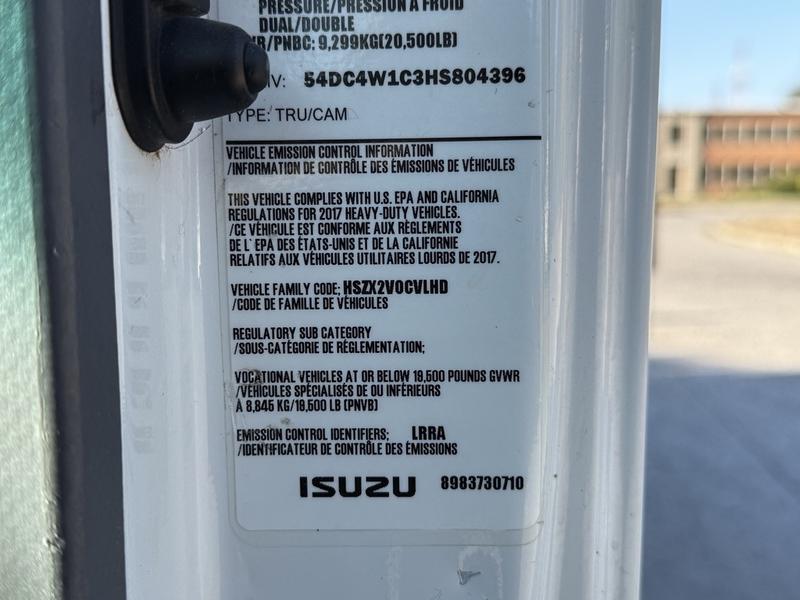 PRESSURE/PRESSION À FROID
DUAL/DOUBLE
/PNBC: 9,299KG(20,500LB)
IV: 54DC4W1C3HS804396
TYPE: TRU/CAM
VEHICLE EMISSION CONTROL INFORMATION
/INFORMATION DE CONTRÔLE DES ÉMISSIONS DE VÉHICULES
THIS VEHICLE COMPLIES WITH U.S. EPA AND CALIFORNIA
REGULATIONS FOR 2017 HEAVY-DUTY VEHICLES.
/CE VÉHICULE EST CONFORME AUX RÈGLEMENTS
DE L' EPA DES ÉTATS-UNIS ET DE LA CALIFORNIE
RELATIFS AUX VÉHICULES UTILITAIRES LOURDS DE 2017.
VEHICLE FAMILY CODE; HSZX2VOCVLHD
/CODE DE FAMILLE DE VÉHICULES
REGULATORY SUB CATEGORY
/SOUS-CATÉGORIE DE RÉGLEMENTATION;
VOCATIONAL VEHICLES AT OR BELOW 19,500 POUNDS GVWR
/VÉHICULES SPÉCIALISÉS DE OU INFÉRIEURS
À 8,845 KG/19,500 LB (PNVB)
EMISSION CONTROL IDENTIFIERS; LRRA
/IDENTIFICATEUR DE CONTRÔLE DES ÉMISSIONS
ISUZU 8983730710